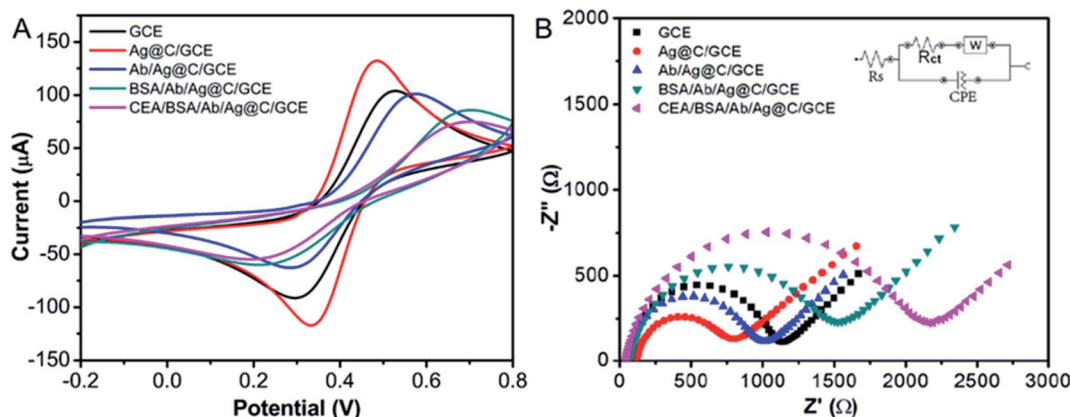 A
150
100
50
0
-50
-100
-150
Current (µA)
GCE
Ag@C/GCE
Ab/Ag@C/GCE
BSA/Ab/Ag@C/GCE
CEA/BSA/Ab/Ag@C/GCE
-0.2 0.0 0.2 0.4 0.6 0.8
Potential (V)
B
-2000
-1500
1000
500
0
-Z'' (Ω)
GCE
Ag@C/GCE
Ab/Ag@C/GCE
BSA/Ab/Ag@C/GCE
CEA/BSA/Ab/Ag@C/GCE
Rs
Rct
W
CPE
0 500 1000 1500 2000 2500 3000
Z' (Ω)